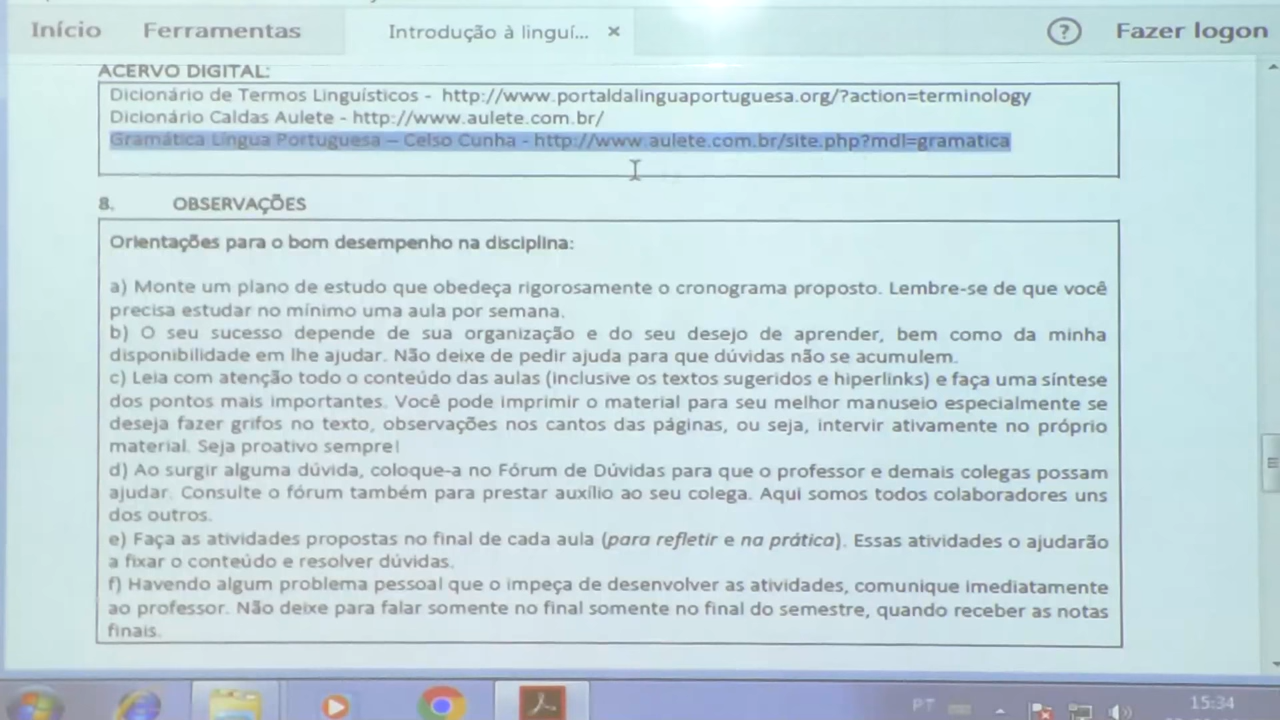 Início Ferramentas Introdução à linguí... × ? Fazer logon
ACERVO DIGITAL:
Dicionário de Termos Linguísticos - http://www.portaldalinguaportuguesa.org/?action=terminology
Dicionário Caldas Aulete - http://www.aulete.com.br/
Gramática Língua Portuguesa – Celso Cunha - http://www.aulete.com.br/site.php?mdl=gramatica
8. OBSERVAÇÕES
Orientações para o bom desempenho na disciplina:
a) Monte um plano de estudo que obedeça rigorosamente o cronograma proposto. Lembre-se de que você
precisa estudar no mínimo uma aula por semana.
b) O seu sucesso depende de sua organização e do seu desejo de aprender, bem como da minha
disponibilidade em lhe ajudar. Não deixe de pedir ajuda para que dúvidas não se acumulem.
c) Leia com atenção todo o conteúdo das aulas (inclusive os textos sugeridos e hiperlinks) e faça uma síntese
dos pontos mais importantes. Você pode imprimir o material para seu melhor manuseio especialmente se
deseja fazer grifos no texto, observações nos cantos das páginas, ou seja, intervir ativamente no próprio
material. Seja proativo sempre!
d) Ao surgir alguma dúvida, coloque-a no Fórum de Dúvidas para que o professor e demais colegas possam
ajudar. Consulte o fórum também para prestar auxílio ao seu colega. Aqui somos todos colaboradores uns
dos outros.
e) Faça as atividades propostas no final de cada aula (para refletir e na prática). Essas atividades o ajudarão
a fixar o conteúdo e resolver dúvidas.
f) Havendo algum problema pessoal que o impeça de desenvolver as atividades, comunique imediatamente
ao professor. Não deixe para falar somente no final somente no final do semestre, quando receber as notas
finais.
PT 15:34